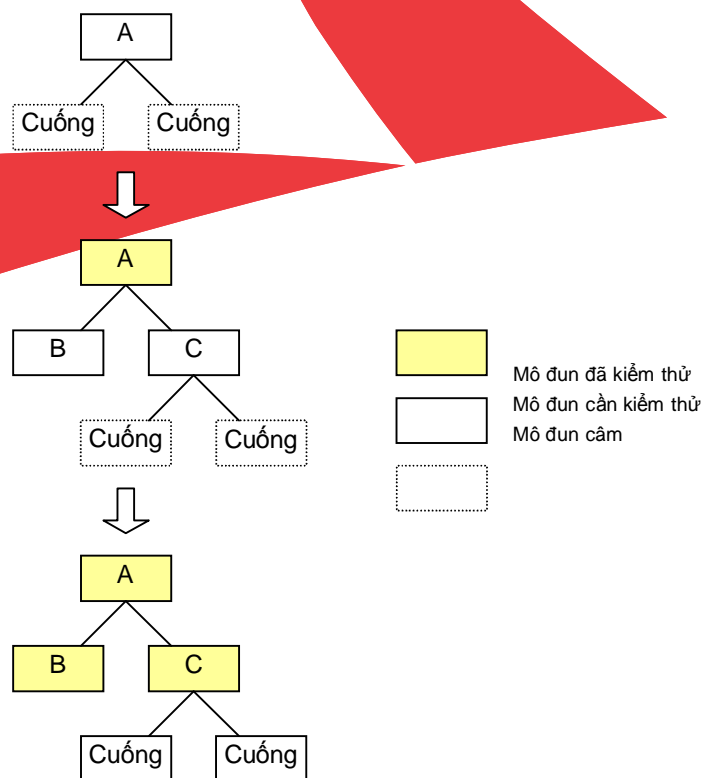 A
Cuống Cuống
A
B C
Cuống Cuống
Mô đun đã kiểm thử
Mô đun cần kiểm thử
Mô đun câm
A
B C
Cuống Cuống